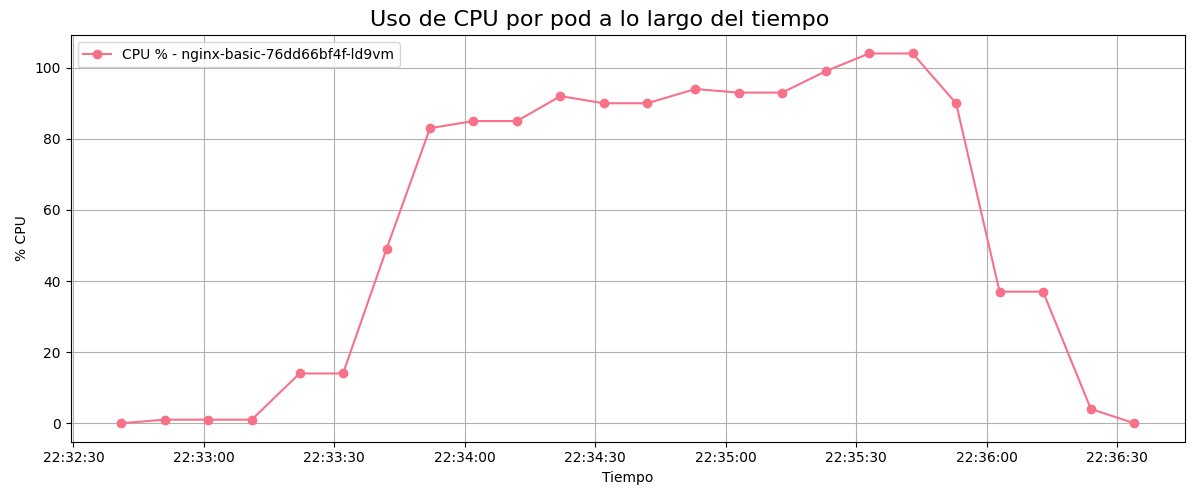 Uso de CPU por pod a lo largo del tiempo
CPU % - nginx-basic-76dd66bf4f-ld9vm
% CPU
100
80
60
40
20
0
22:32:30 22:33:00 22:33:30 22:34:00 22:34:30 22:35:00 22:35:30 22:36:00 22:36:30
Tiempo